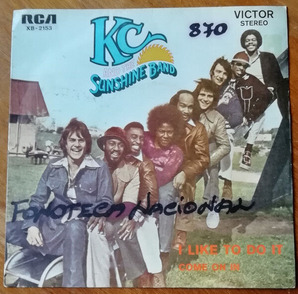 RCA
XB-2153
VICTOR
STEREO
870
KC
SUNSHINE BAND
FONOTECA NACIONAL
I LIKE TO DO IT
COME ON IN